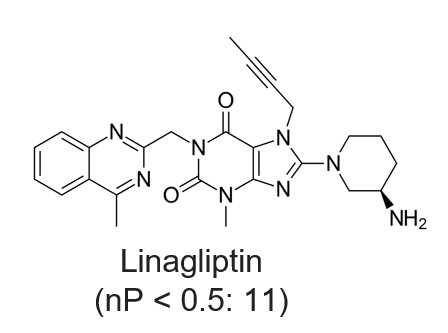 O
N N
N N
N N
O N
NH₂
Linagliptin
(nP < 0.5: 11)